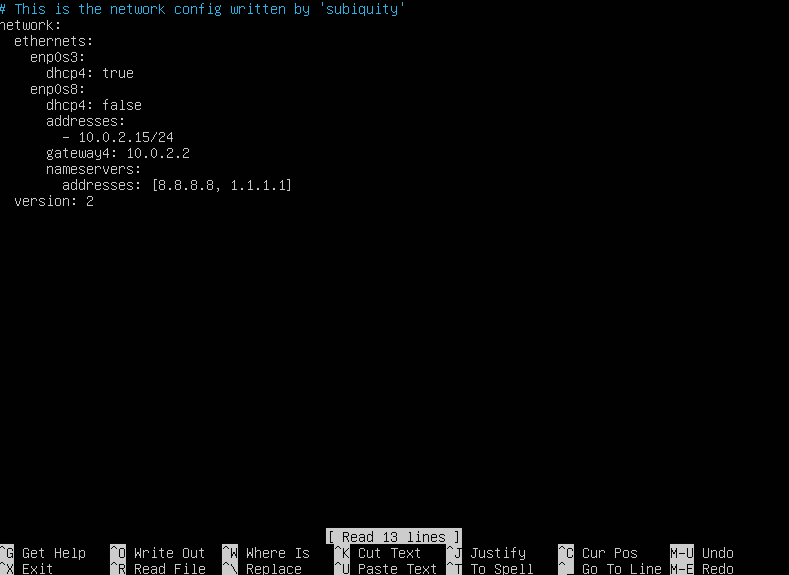 # This is the network config written by 'subiquity'
network:
  ethernets:
    enp0s3:
      dhcp4: true
    enp0s8:
      dhcp4: false
      addresses:
        - 10.0.2.15/24
      gateway4: 10.0.2.2
      nameservers:
        addresses: [8.8.8.8, 1.1.1.1]
  version: 2
[ Read 13 lines ]
^G Get Help ^O Write Out ^W Where Is ^K Cut Text ^J Justify ^C Cur Pos M-U Undo
^X Exit ^R Read File ^\ Replace ^U Paste Text ^T To Spell ^_ Go To Line M-E Redo